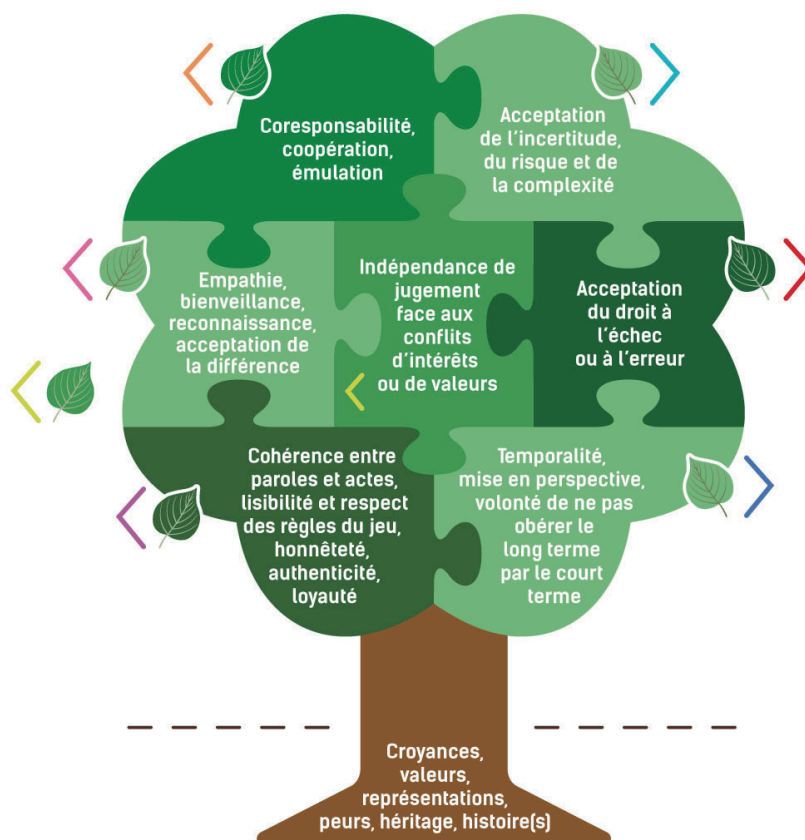 Coresponsabilité,
coopération,
émulation
Acceptation
de l'incertitude,
du risque et de
la complexité
Empathie,
bienveillance,
reconnaissance,
acceptation de
la différence
Indépendance de
jugement
face aux
conflits
d'intérêts
ou de valeurs
Acceptation
du droit à
l'échec
ou à l'erreur
Cohérence entre
paroles et actes,
lisibilité et respect
des règles du jeu,
honnêteté,
authenticité,
loyauté
Temporalité,
mise en perspective,
volonté de ne pas
obérer le
long terme
par le court
terme
Croyances,
valeurs,
représentations,
peurs, héritage, histoire(s)